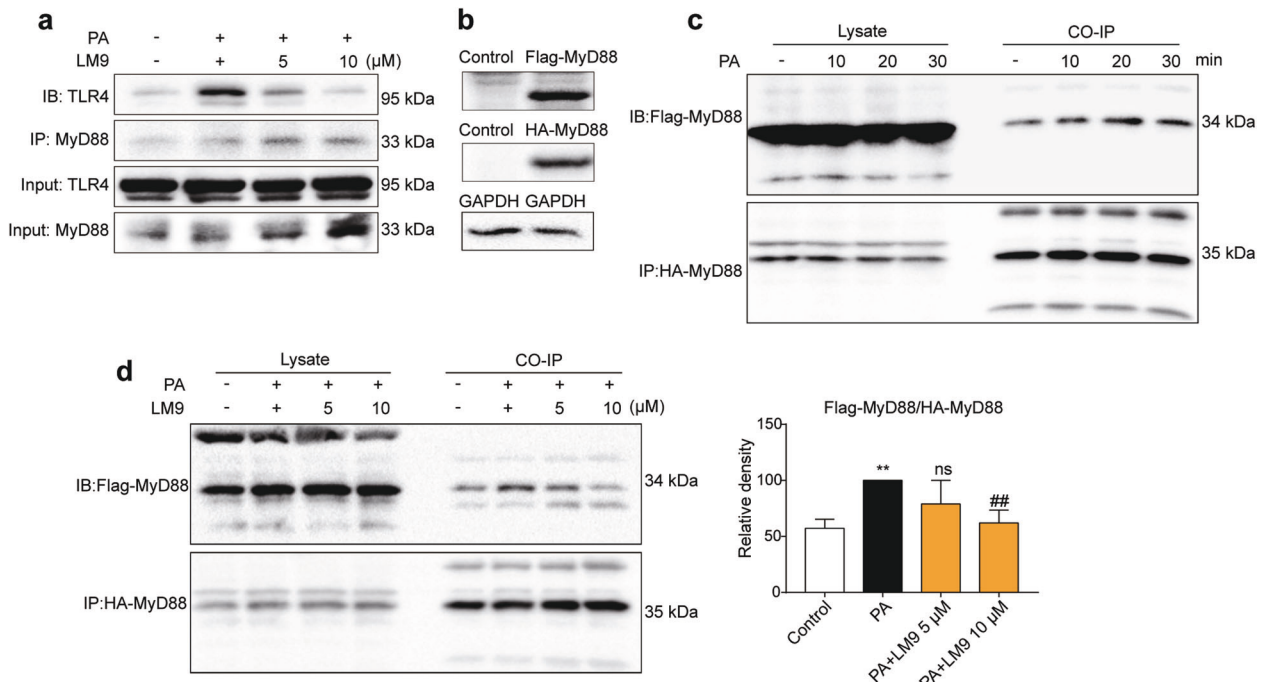 a
PA - + + +
LM9 - + 5 10 (µM)
IB: TLR4 95 kDa
IP: MyD88 33 kDa
Input: TLR4 95 kDa
Input: MyD88 33 kDa
b
Control Flag-MyD88
Control HA-MyD88
GAPDH GAPDH
c
Lysate CO-IP
PA - 10 20 30 - 10 20 30 min
IB:Flag-MyD88 34 kDa
IP:HA-MyD88 35 kDa
d
Lysate CO-IP
PA - + + + - + + +
LM9 - + 5 10 - + 5 10 (µM)
IB:Flag-MyD88 34 kDa
IP:HA-MyD88 35 kDa
Flag-MyD88/HA-MyD88
Relative density
150
100
50
0
** ns ##
Control
PA
PA+LM9 5 µM
PA+LM9 10 µM